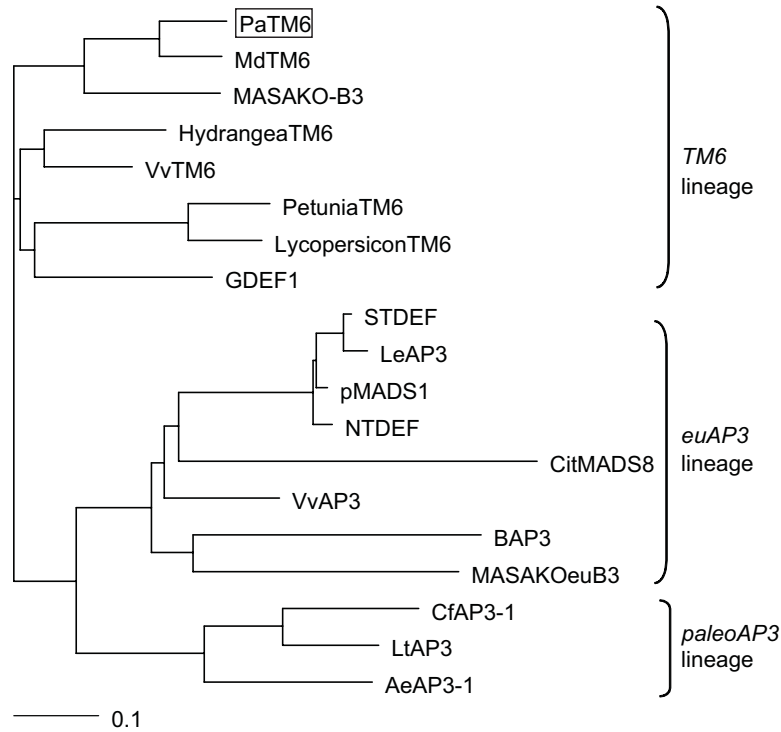 PaTM6
MdTM6
MASAKO-B3
HydrangeaTM6
VvTM6
PetuniaTM6
LycopersiconTM6
GDEF1
TM6
lineage
STDEF
LeAP3
pMADS1
NTDEF
CitMADS8
VvAP3
BAP3
MASAKOeuB3
euAP3
lineage
CfAP3-1
LtAP3
AeAP3-1
paleoAP3
lineage
0.1